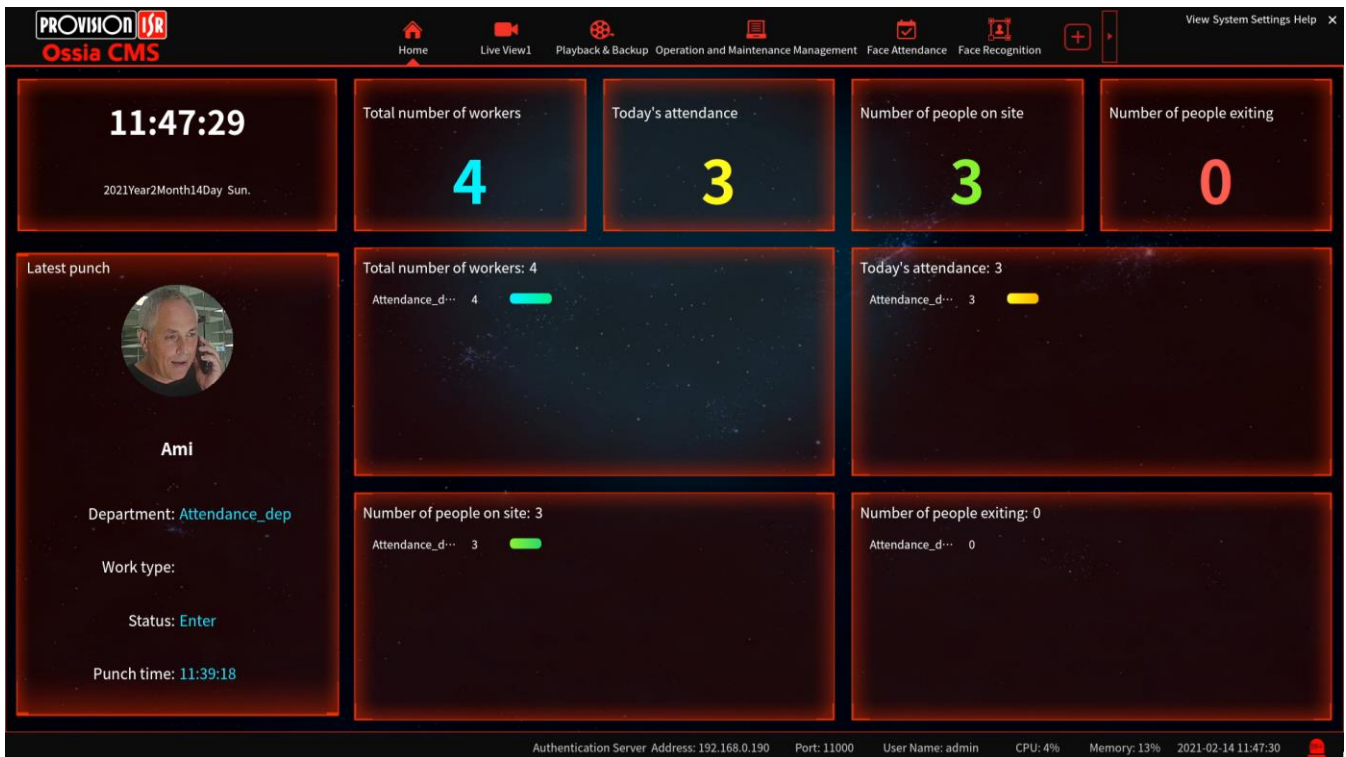 PROVISION ISR
Ossia CMS
Home
Live View1
Playback & Backup
Operation and Maintenance Management
Face Attendance
Face Recognition
View System Settings Help
11:47:29
2021Year2Month14Day Sun.
Total number of workers
4
Today's attendance
3
Number of people on site
3
Number of people exiting
0
Latest punch
Ami
Department: Attendance_dep
Work type:
Status: Enter
Punch time: 11:39:18
Total number of workers: 4
Attendance_d··· 4
Today's attendance: 3
Attendance_d··· 3
Number of people on site: 3
Attendance_d··· 3
Number of people exiting: 0
Attendance_d··· 0
Authentication Server Address: 192.168.0.190 Port: 11000 User Name: admin CPU: 4% Memory: 13% 2021-02-14 11:47:30